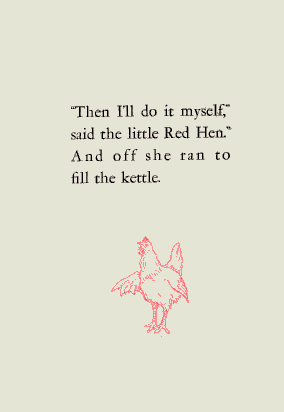 "Then I'll do it myself,"
said the little Red Hen."
And off she ran to
fill the kettle.